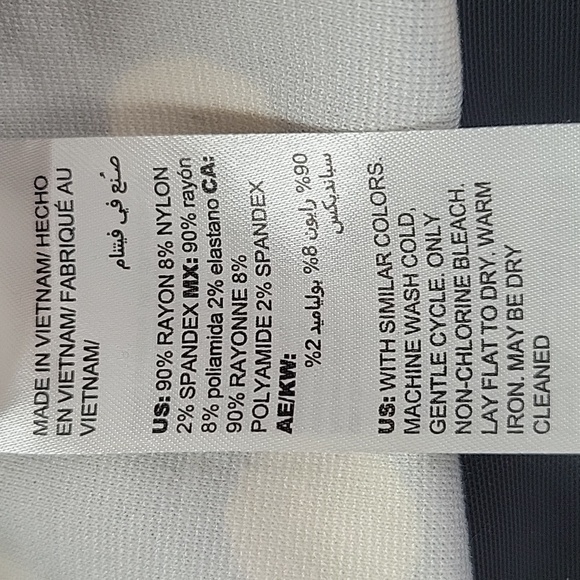 MADE IN VIETNAM/ HECHO
EN VIETNAM/ FABRIQUÉ AU
VIETNAM/
صُنع في فيتنام
US: 90% RAYON 8% NYLON
2% SPANDEX MX: 90% rayón
8% poliamida 2% elastano CA:
90% RAYONNE 8%
POLYAMIDE 2% SPANDEX
AE/KW:
90% رايون 8% بولياميد 2%
سبانديكس
US: WITH SIMILAR COLORS.
MACHINE WASH COLD,
GENTLE CYCLE. ONLY
NON-CHLORINE BLEACH.
LAY FLAT TO DRY. WARM
IRON. MAY BE DRY
CLEANED